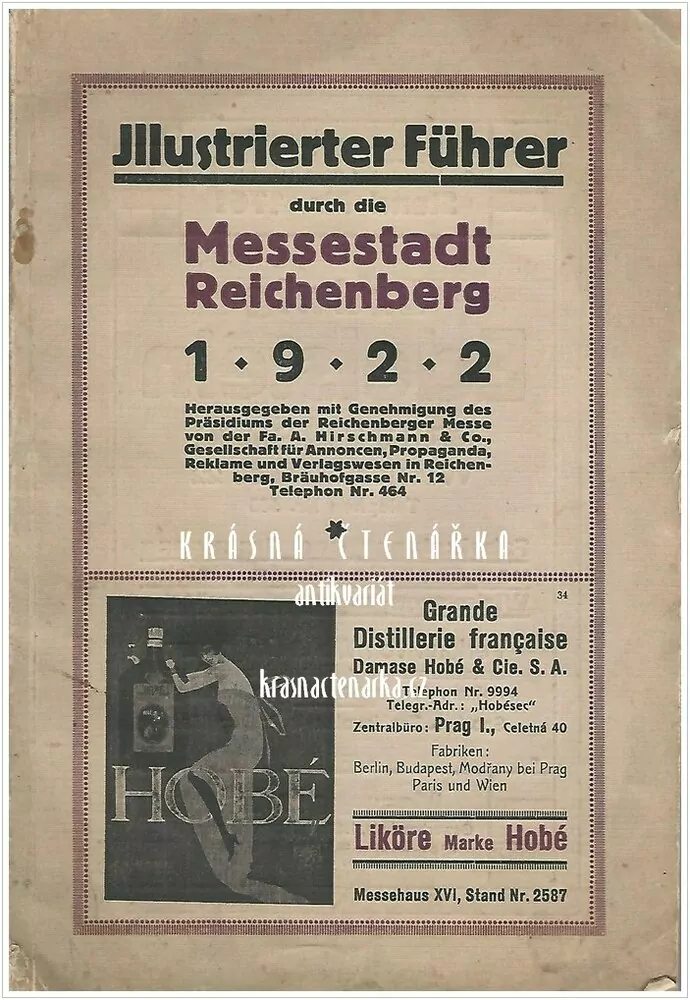 Jllustrierter Führer
durch die
Messestadt
Reichenberg
1 · 9 · 2 · 2
Herausgegeben mit Genehmigung des
Präsidiums der Reichenberger Messe
von der Fa. A. Hirschmann & Co.,
Gesellschaft für Annoncen, Propaganda,
Reklame und Verlagswesen in Reichen-
berg, Bräuhofgasse Nr. 12
Telephon Nr. 464
KRÁSNÁ ČTENÁŘKA
antikvariát
krasnactenarka.cz
HOBÉ
34
Grande
Distillerie française
Damase Hobé & Cie. S. A.
Telephon Nr. 9994
Telegr.-Adr.: „Hobésec“
Zentralbüro: Prag I., Celetná 40
Fabriken:
Berlin, Budapest, Modřany bei Prag
Paris und Wien
Liköre Marke Hobé
Messehaus XVI, Stand Nr. 2587